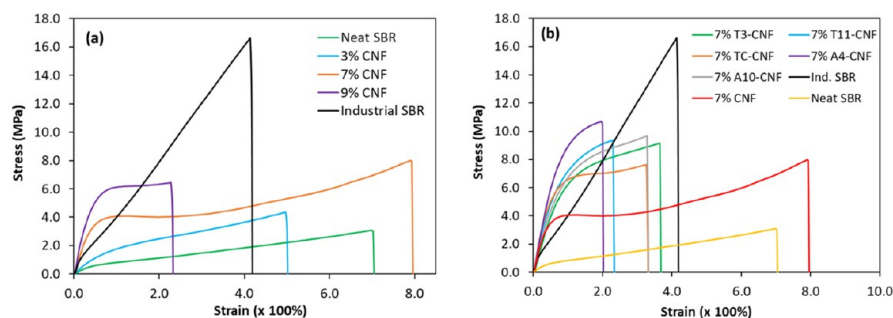 (a)
18.0
16.0
14.0
12.0
10.0
8.0
6.0
4.0
2.0
0.0
Stress (MPa)
Neat SBR
3% CNF
7% CNF
9% CNF
Industrial SBR
0.0 2.0 4.0 6.0 8.0
Strain (x 100%)
(b)
18.0
16.0
14.0
12.0
10.0
8.0
6.0
4.0
2.0
0.0
Stress (MPa)
7% T3-CNF 7% T11-CNF
7% TC-CNF 7% A4-CNF
7% A10-CNF Ind. SBR
7% CNF Neat SBR
0.0 2.0 4.0 6.0 8.0 10.0
Strain (x 100%)